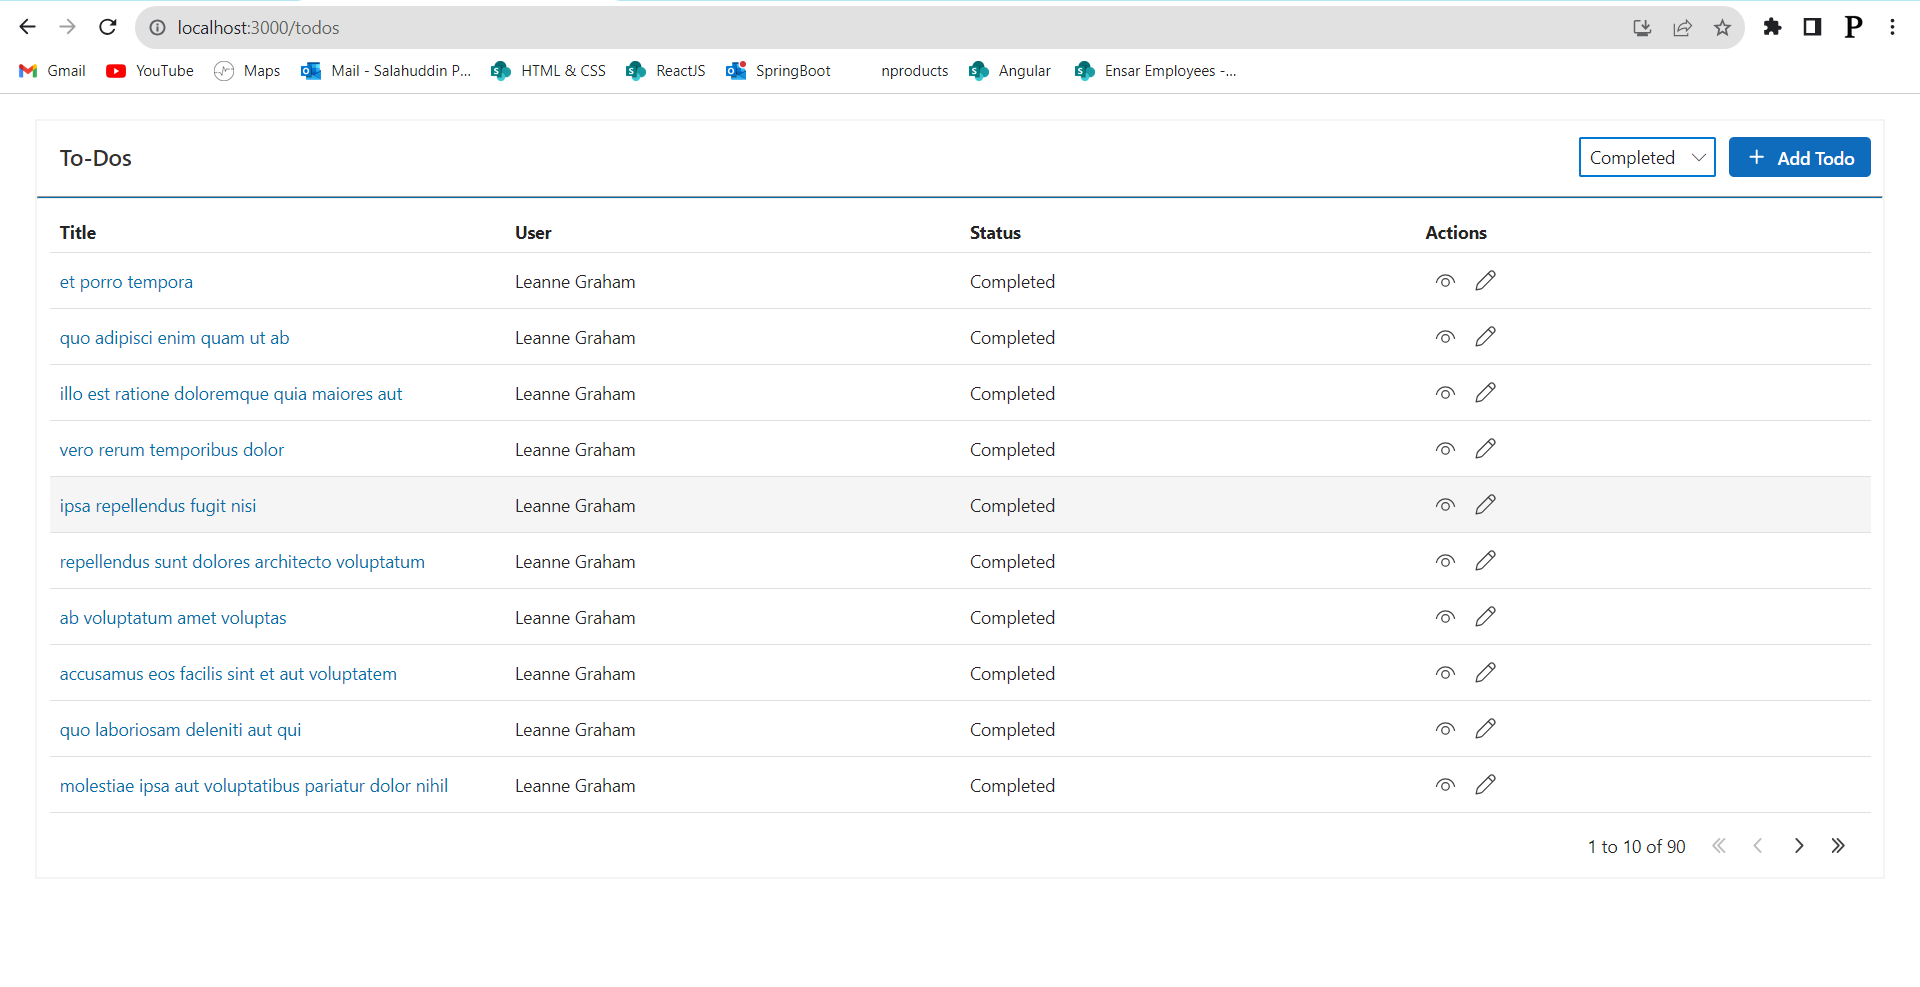 localhost:3000/todos
Gmail YouTube Maps Mail - Salahuddin P... HTML & CSS ReactJS SpringBoot nproducts Angular Ensar Employees -...
To-Dos Completed + Add Todo
Title User Status Actions
et porro tempora Leanne Graham Completed
quo adipisci enim quam ut ab Leanne Graham Completed
illo est ratione doloremque quia maiores aut Leanne Graham Completed
vero rerum temporibus dolor Leanne Graham Completed
ipsa repellendus fugit nisi Leanne Graham Completed
repellendus sunt dolores architecto voluptatum Leanne Graham Completed
ab voluptatum amet voluptas Leanne Graham Completed
accusamus eos facilis sint et aut voluptatem Leanne Graham Completed
quo laboriosam deleniti aut qui Leanne Graham Completed
molestiae ipsa aut voluptatibus pariatur dolor nihil Leanne Graham Completed
1 to 10 of 90